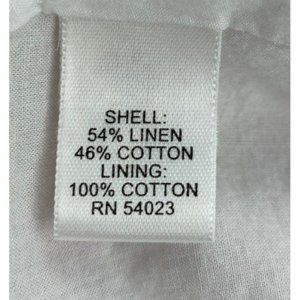 SHELL:
54% LINEN
46% COTTON
LINING:
100% COTTON
RN 54023